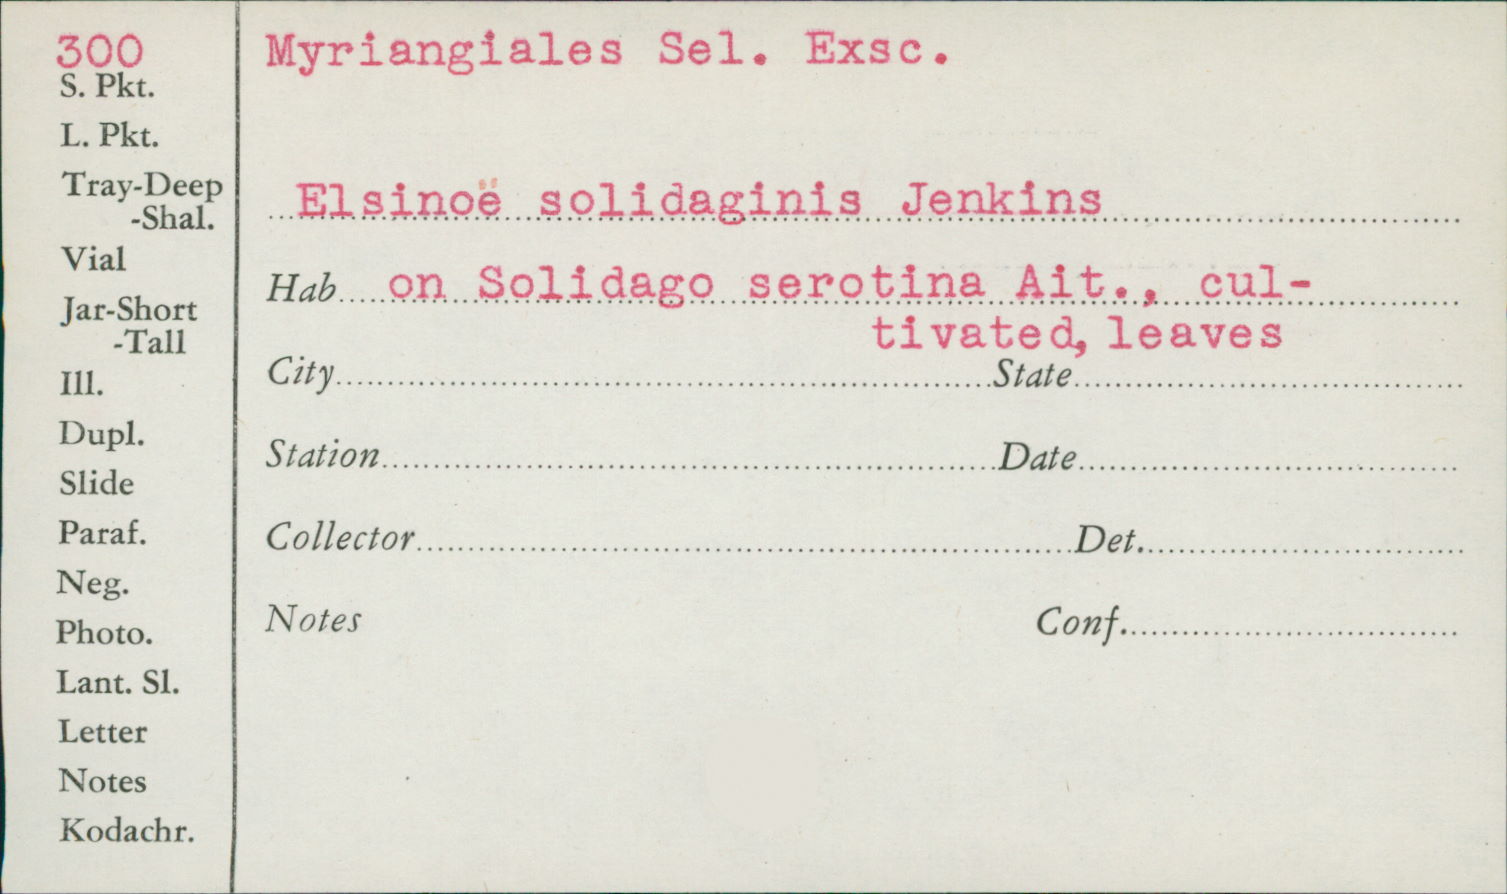 300
S. Pkt.
L. Pkt.
Tray-Deep
-Shal.
Vial
Jar-Short
-Tall
Ill.
Dupl.
Slide
Paraf.
Neg.
Photo.
Lant. Sl.
Letter
Notes
Kodachr.
Myriangiales Sel. Exsc.
Elsinoë solidaginis Jenkins
Hab on Solidago serotina Ait., cul-
tivated, leaves
City State
Station Date
Collector Det.
Notes Conf.